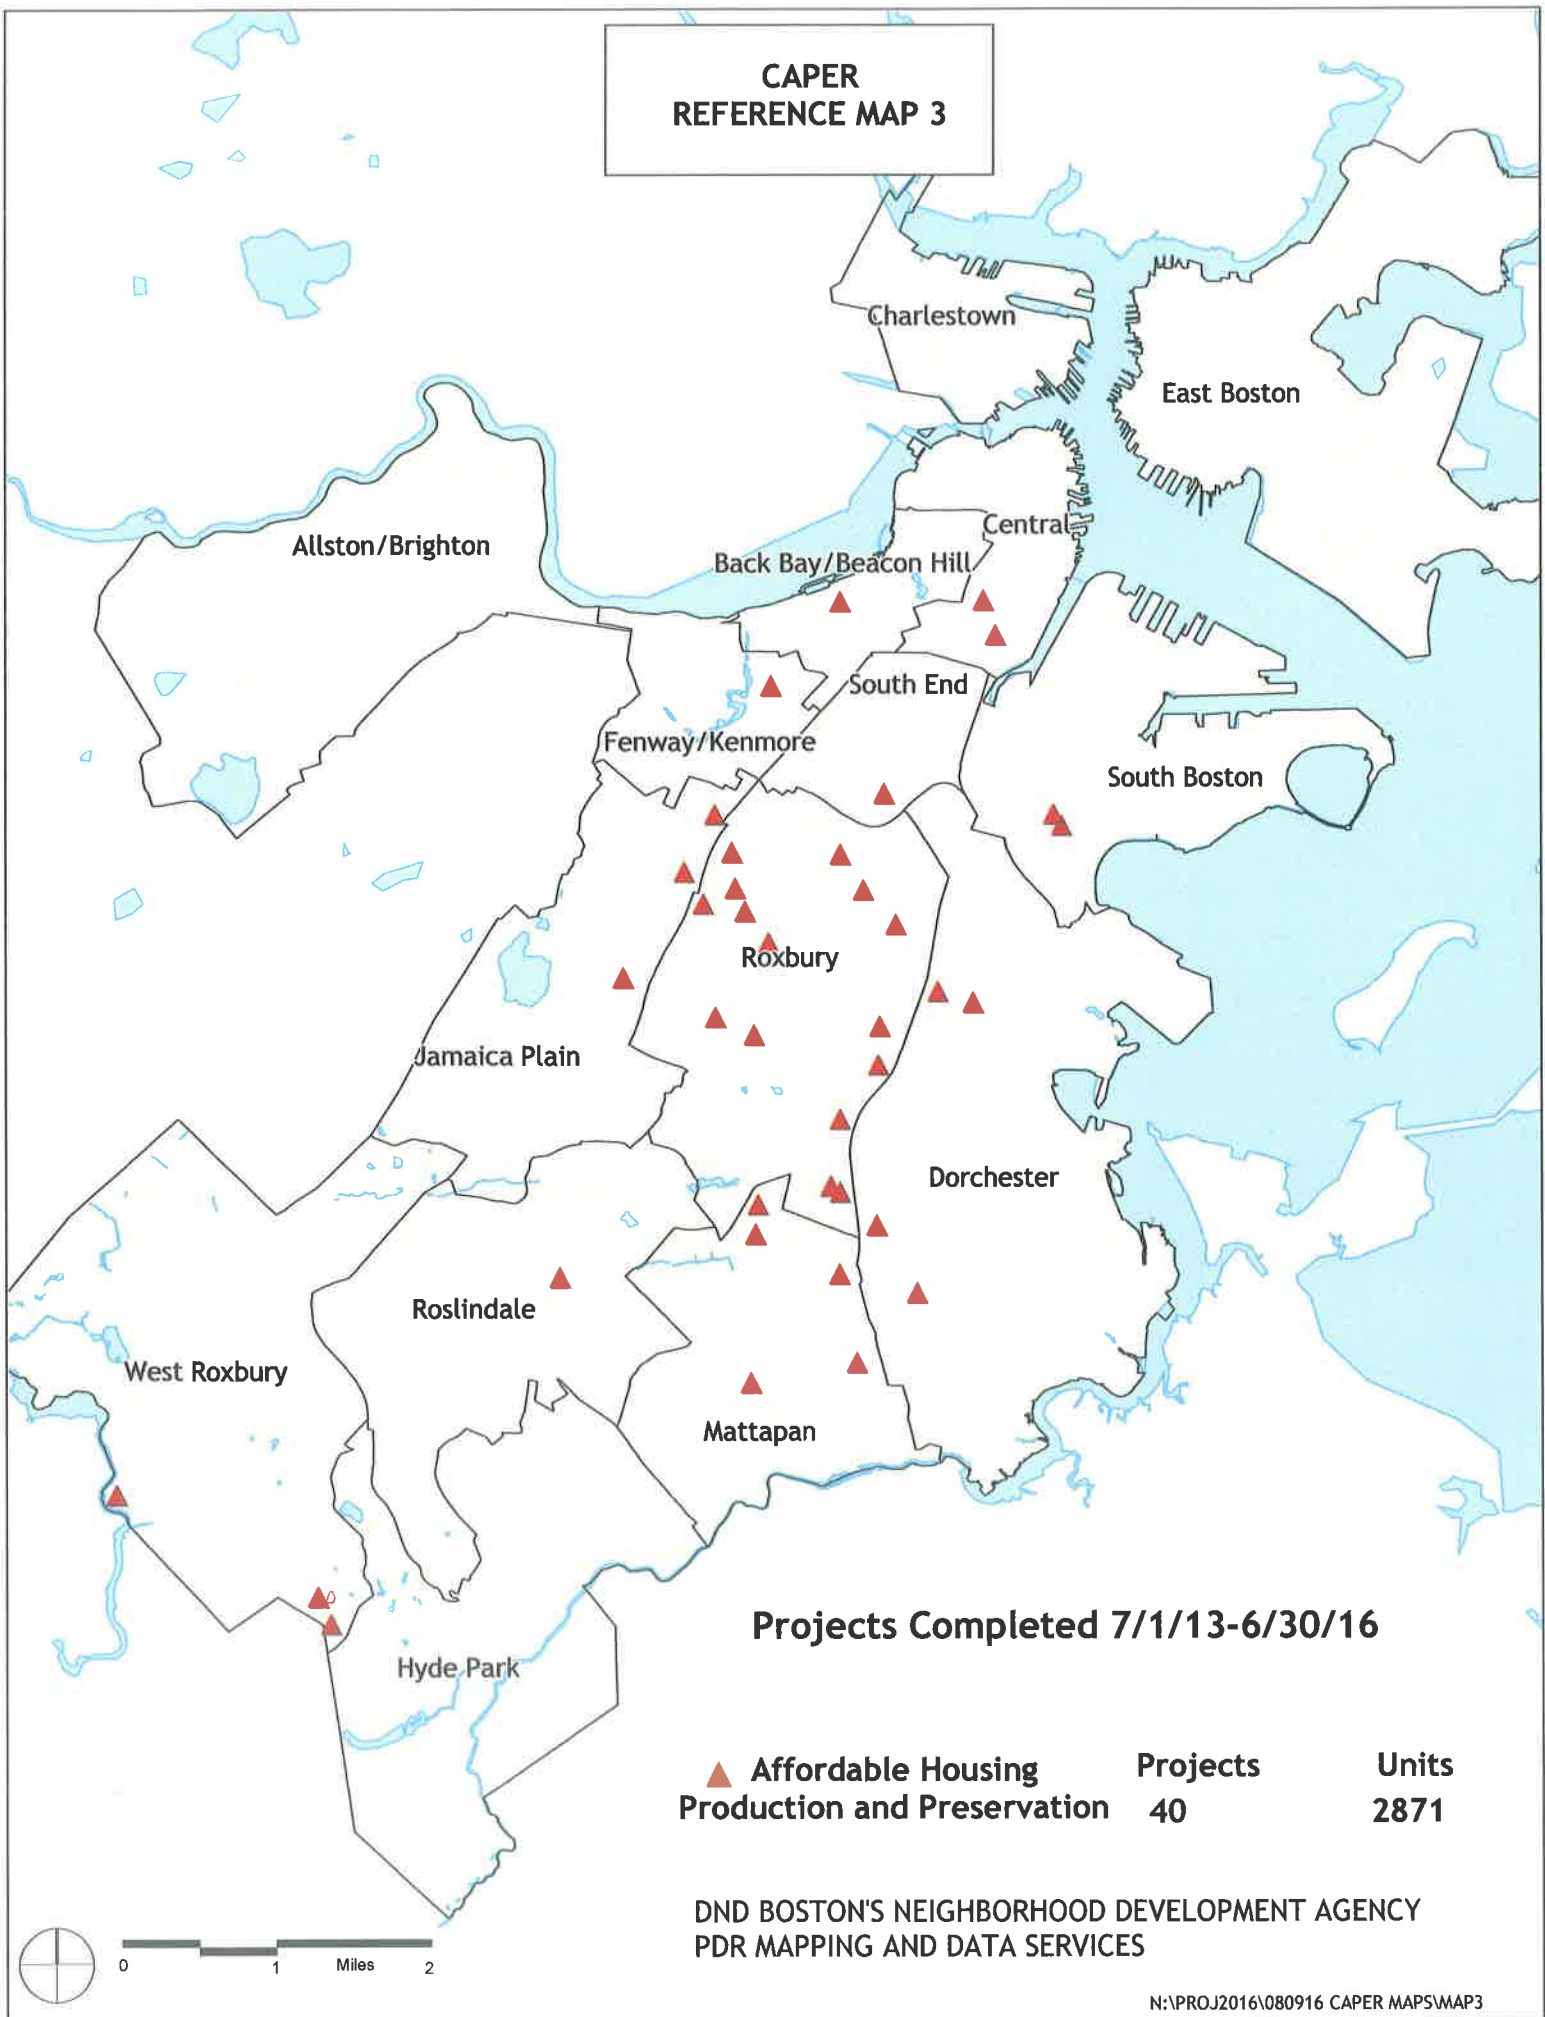 CAPER
REFERENCE MAP 3
Charlestown
East Boston
Central
Allston/Brighton
Back Bay/Beacon Hill
South End
Fenway/Kenmore
South Boston
Roxbury
Jamaica Plain
Dorchester
Roslindale
West Roxbury
Mattapan
Hyde Park
Projects Completed 7/1/13-6/30/16
Affordable Housing Projects Units
Production and Preservation 40 2871
DND BOSTON'S NEIGHBORHOOD DEVELOPMENT AGENCY
PDR MAPPING AND DATA SERVICES
0 1 Miles 2
N:\PROJ2016\080916 CAPER MAPS\MAP3